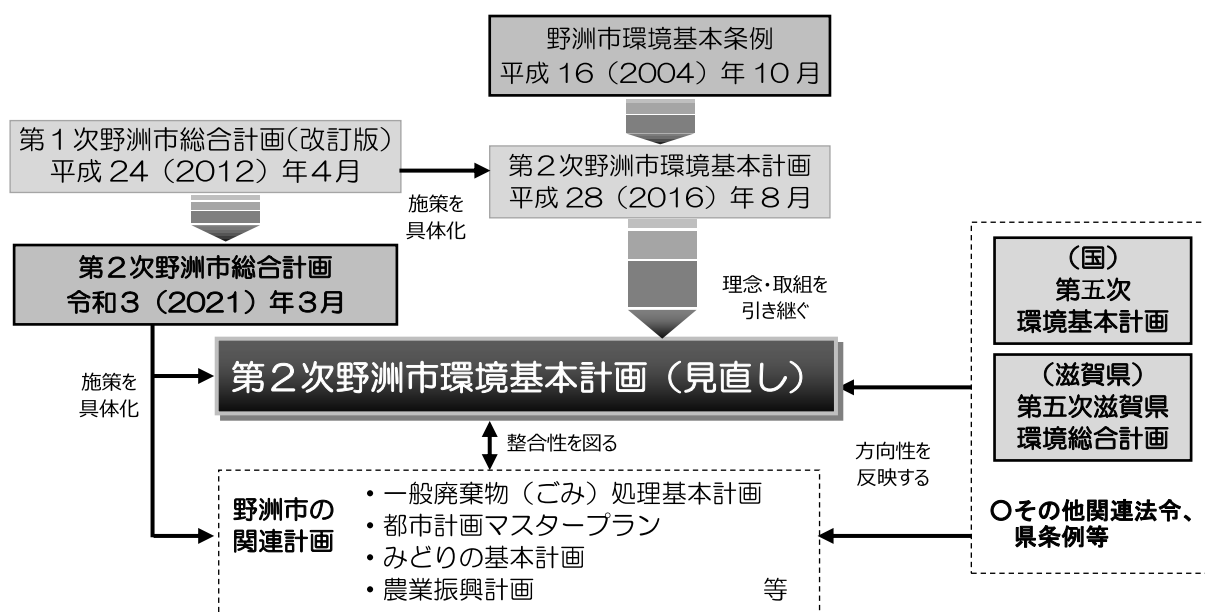 野洲市環境基本条例
平成 16（2004）年 10 月
第１次野洲市総合計画（改訂版）
平成 24（2012）年４月
施策を
具体化
第２次野洲市環境基本計画
平成 28（2016）年 8 月
第２次野洲市総合計画
令和３（2021）年３月
理念・取組を
引き継ぐ
（国）
第五次
環境基本計画
施策を
具体化
第２次野洲市環境基本計画（見直し）
（滋賀県）
第五次滋賀県
環境総合計画
整合性を図る
方向性を
反映する
野洲市の
関連計画
・一般廃棄物（ごみ）処理基本計画
・都市計画マスタープラン
・みどりの基本計画
・農業振興計画 等
〇その他関連法令、
県条例等